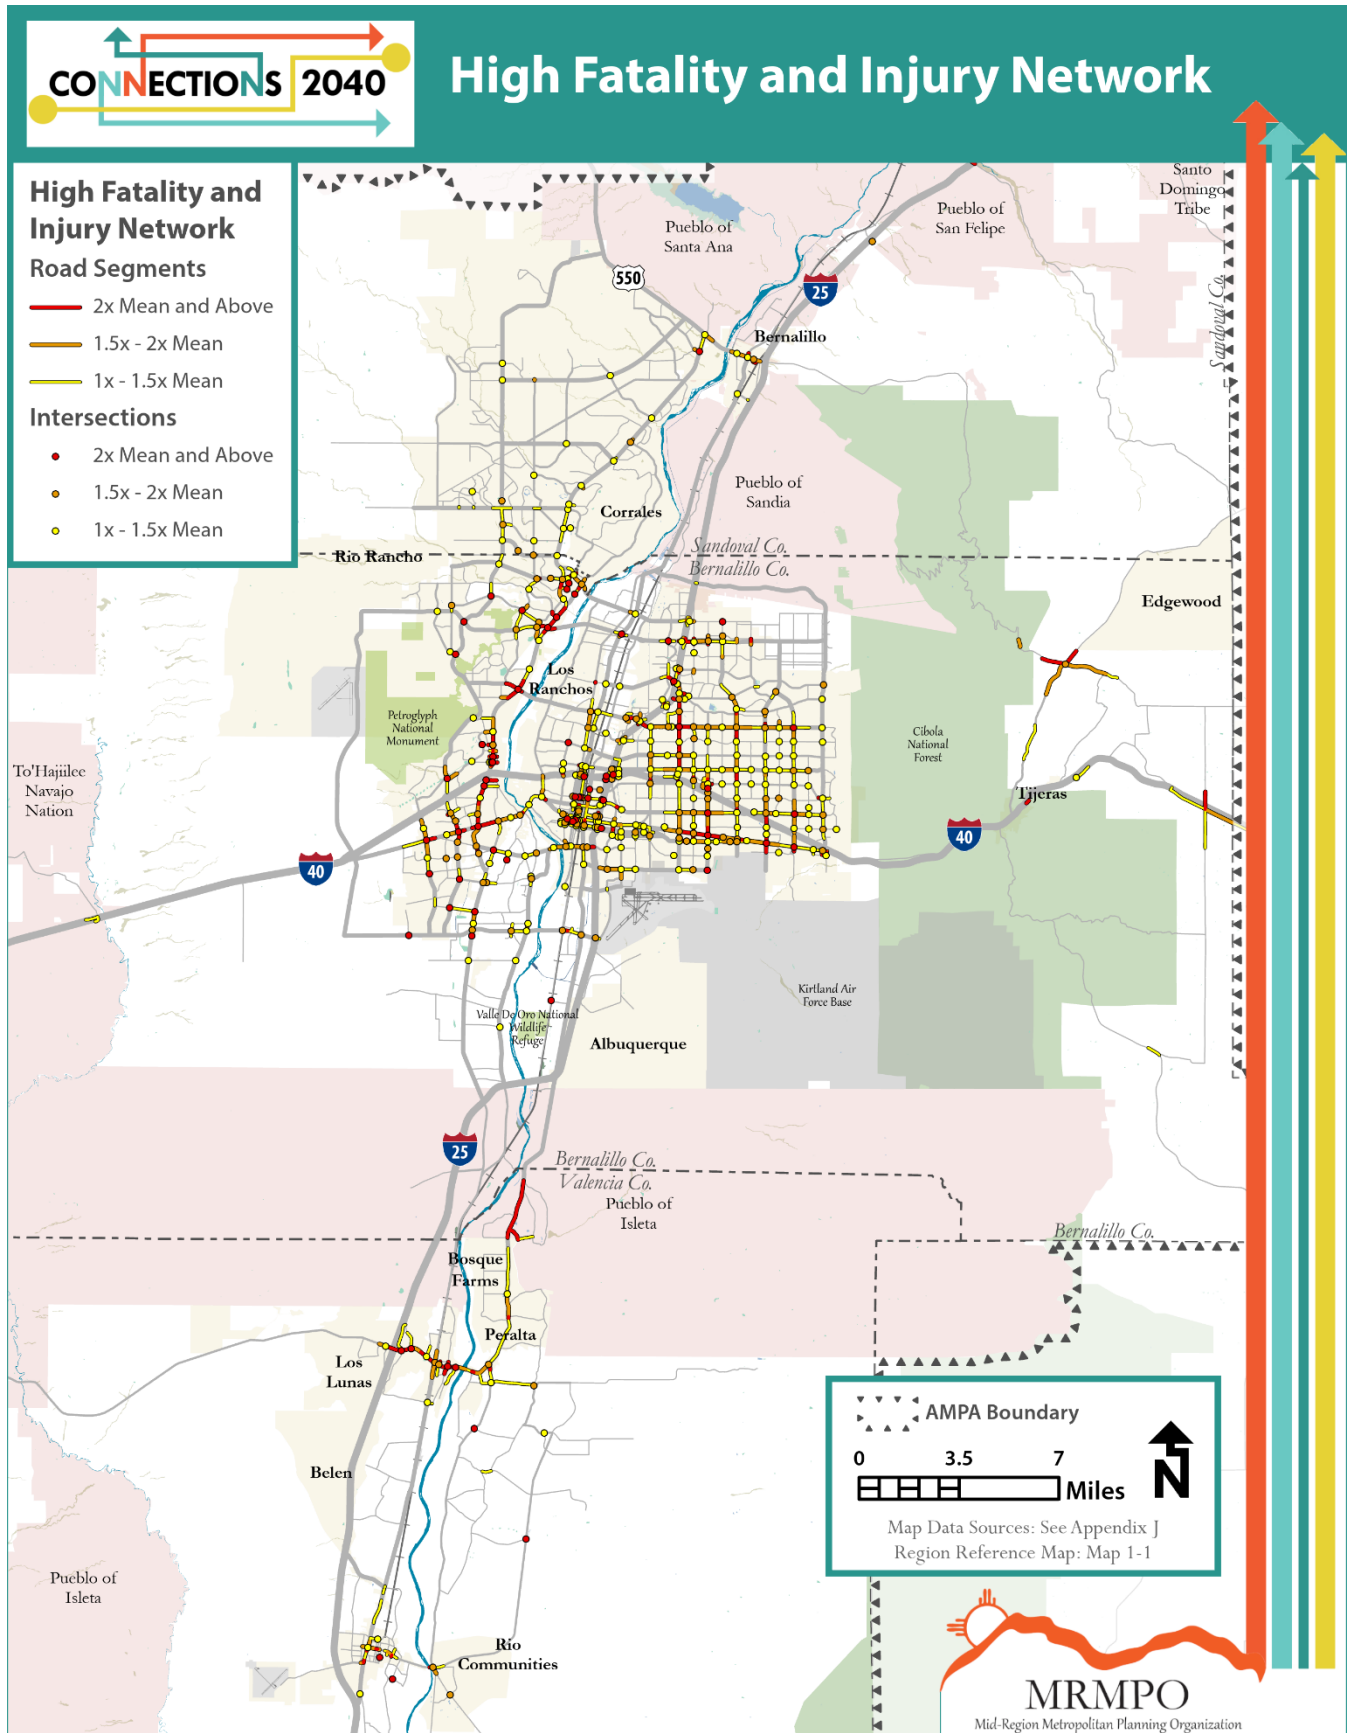 CONNECTIONS 2040
High Fatality and Injury Network
High Fatality and
Injury Network
Road Segments
2x Mean and Above
1.5x - 2x Mean
1x - 1.5x Mean
Intersections
2x Mean and Above
1.5x - 2x Mean
1x - 1.5x Mean
Santo
Domingo
Tribe
Pueblo of
San Felipe
Pueblo of
Santa Ana
550
25
Sandoval Co.
Bernalillo
Pueblo of
Sandia
Corrales
Sandoval Co.
Rio Rancho
Bernalillo Co.
Edgewood
Los
Ranchos
Petroglyph
National
Monument
Cibola
National
Forest
To'Hajiilee
Navajo
Nation
Tijeras
40
40
Kirtland Air
Force Base
Valle De Oro National
Wildlife
Refuge
Albuquerque
25
Bernalillo Co.
Valencia Co.
Pueblo of
Isleta
Bernalillo Co.
Bosque
Farms
Peralta
Los
Lunas
Belen
AMPA Boundary
0 3.5 7
Miles
N
Map Data Sources: See Appendix J
Region Reference Map: Map 1-1
Pueblo of
Isleta
Rio
Communities
MRMPO
Mid-Region Metropolitan Planning Organization